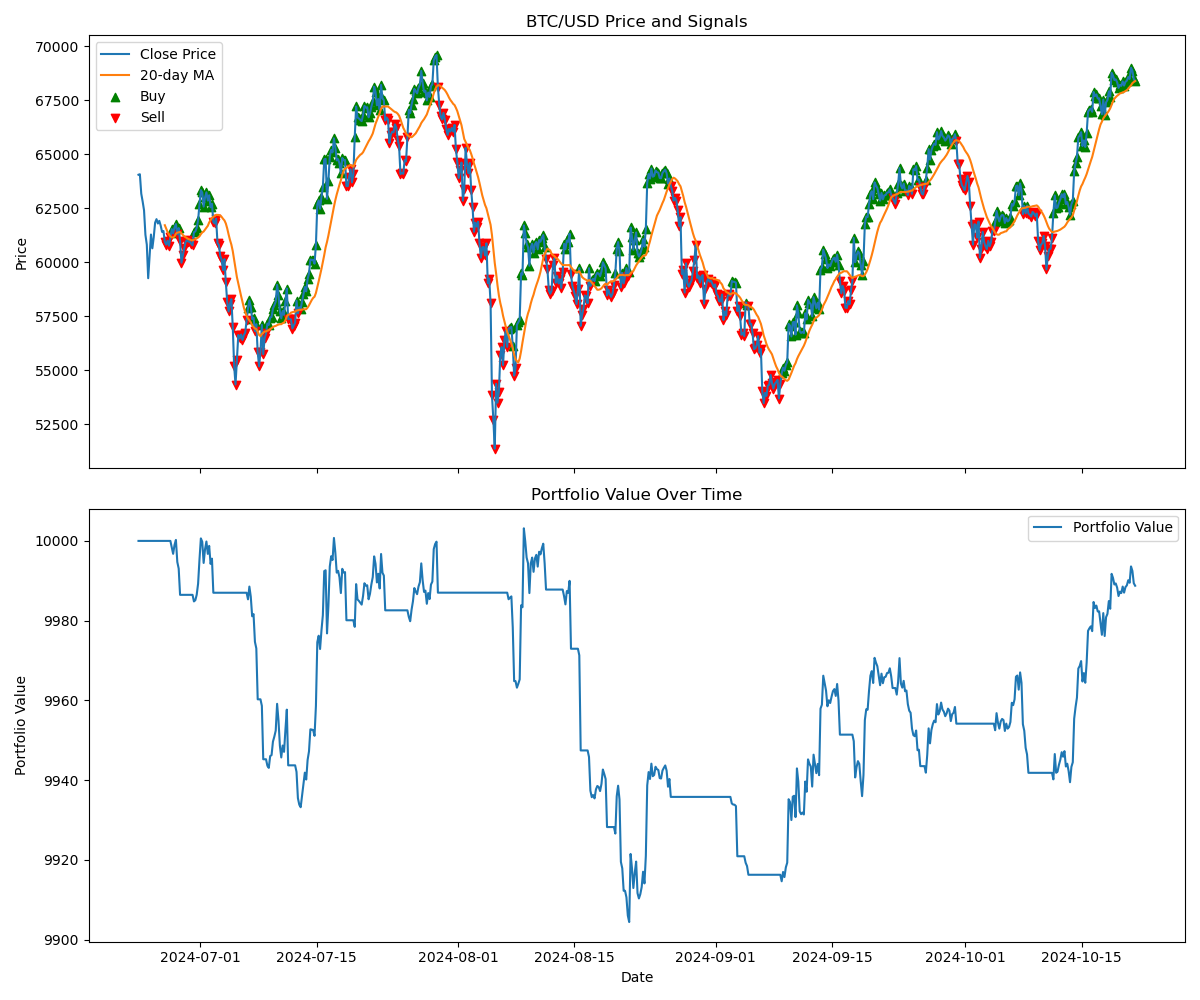 BTC/USD Price and Signals
Close Price
20-day MA
Buy
Sell
70000
67500
65000
62500
60000
57500
55000
52500
Price
Portfolio Value Over Time
Portfolio Value
10000
9980
9960
9940
9920
9900
Portfolio Value
2024-07-01 2024-07-15 2024-08-01 2024-08-15 2024-09-01 2024-09-15 2024-10-01 2024-10-15
Date